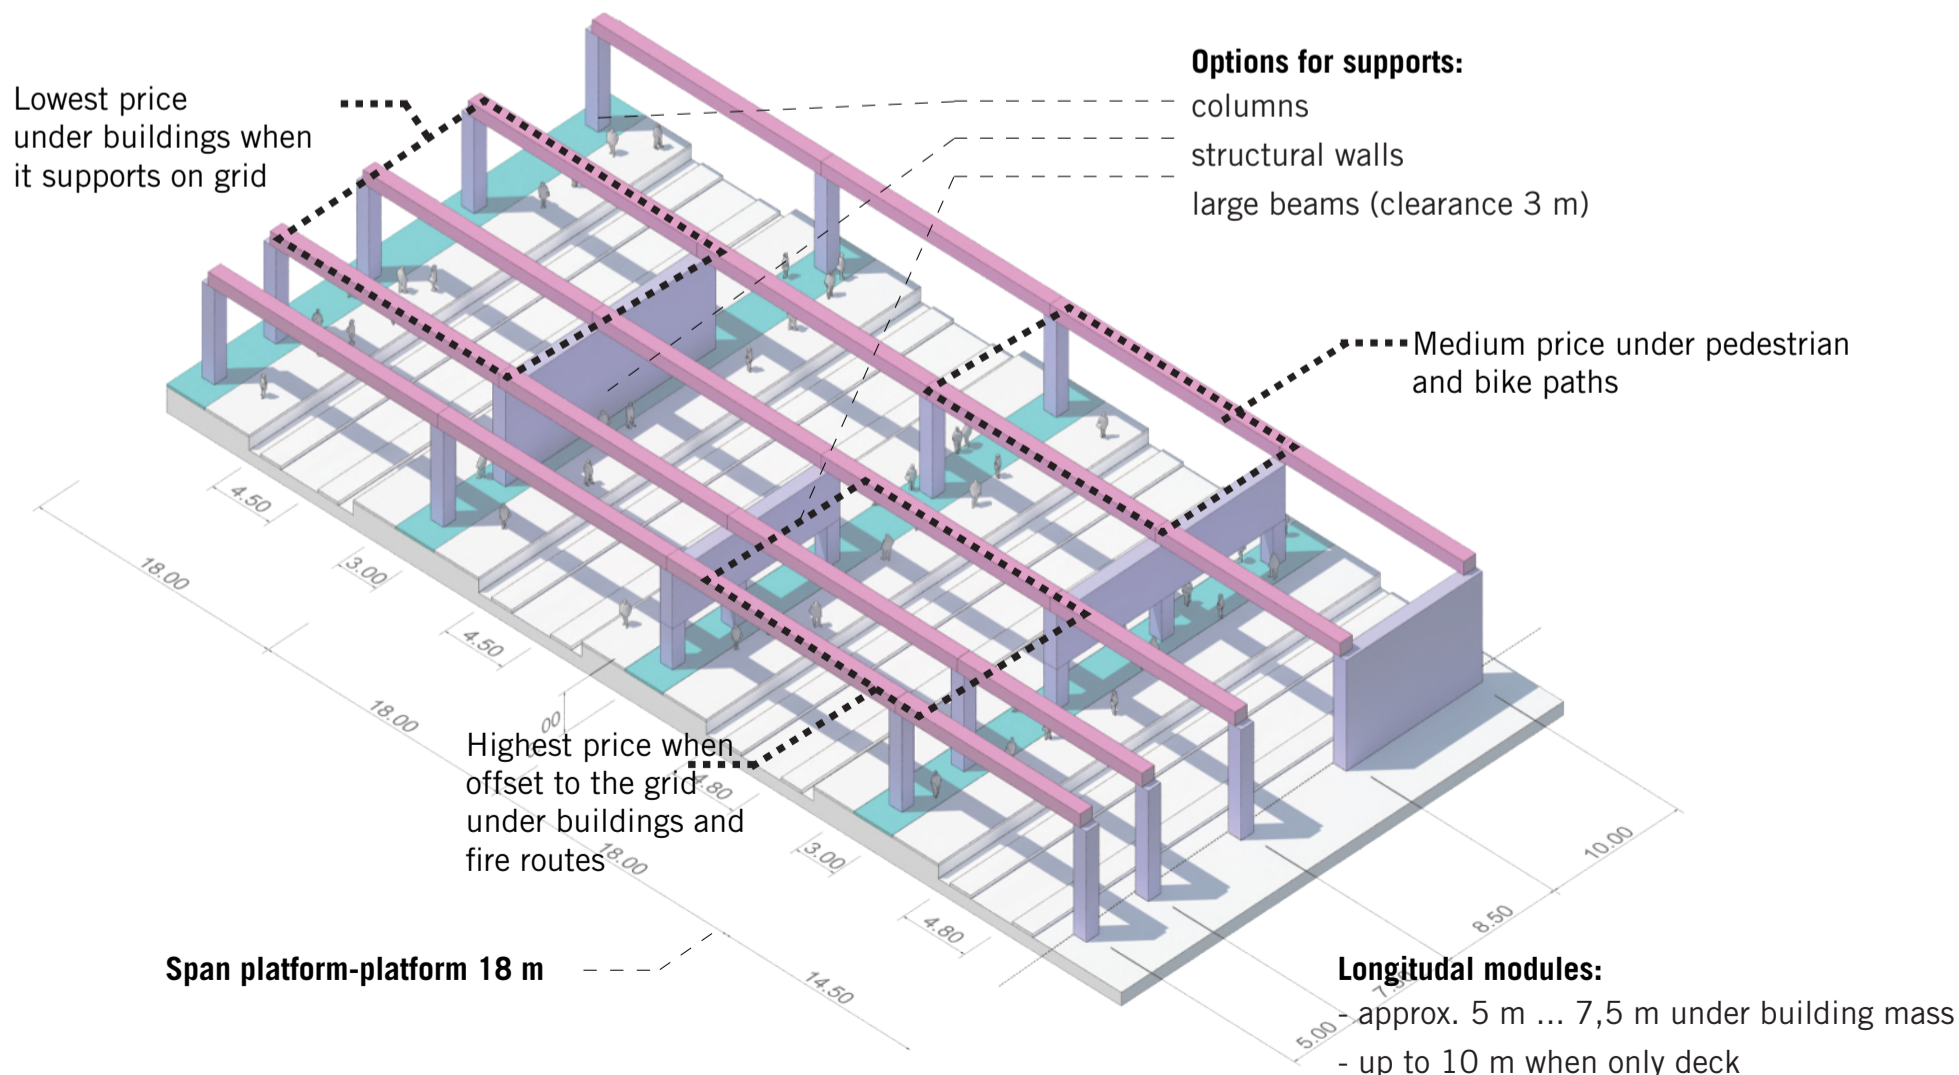 Lowest price
under buildings when
it supports on grid
Options for supports:
columns
structural walls
large beams (clearance 3 m)
Medium price under pedestrian
and bike paths
4.50
18.00
3.00
4.50
18.00
00
Highest price when
offset to the grid
under buildings and
fire routes
4.80
18.00
3.00
4.80
14.50
10.00
8.50
5.00
Span platform-platform 18 m
Longitudal modules:
- approx. 5 m ... 7,5 m under building mass
- up to 10 m when only deck